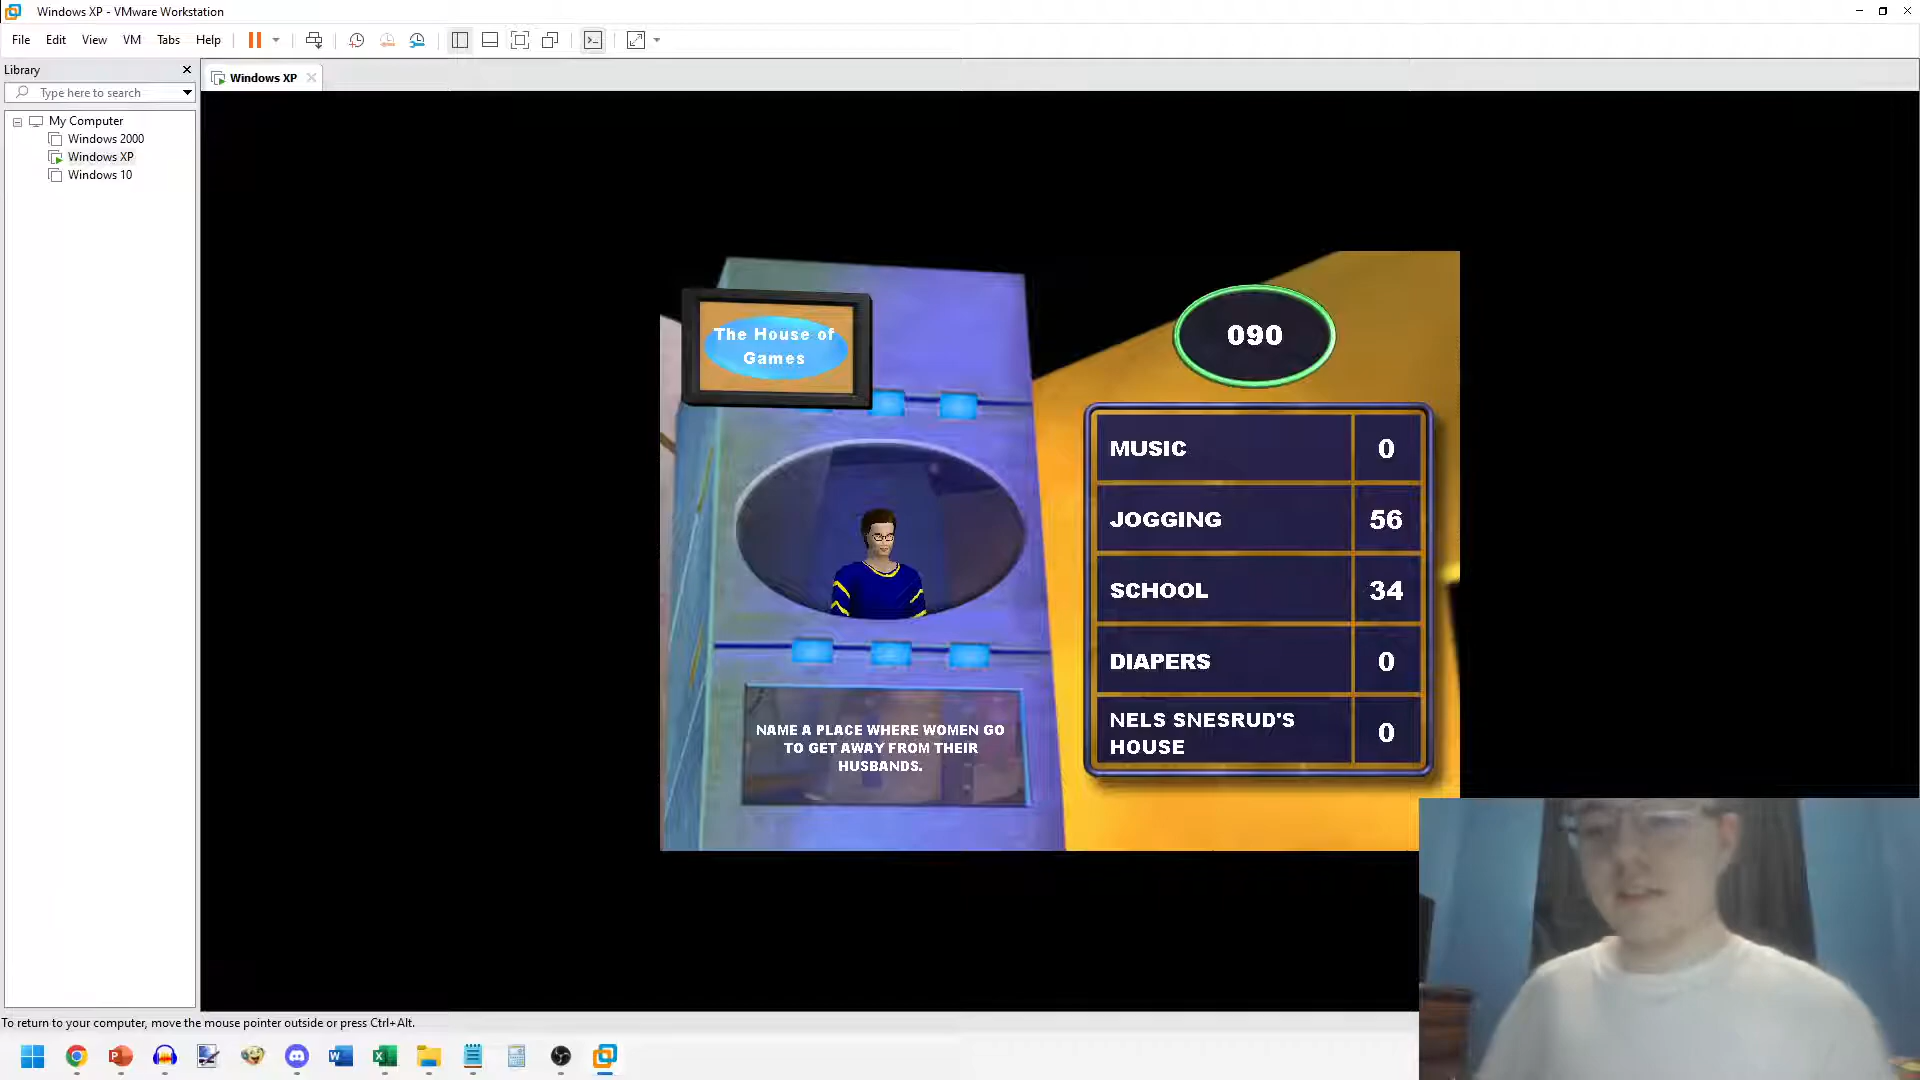 Windows XP - VMware Workstation
File Edit View VM Tabs Help
Library
Type here to search
My Computer
Windows 2000
Windows XP
Windows 10
Windows XP
The House of
Games
090
MUSIC 0
JOGGING 56
SCHOOL 34
DIAPERS 0
NELS SNESRUD'S
HOUSE 0
NAME A PLACE WHERE WOMEN GO
TO GET AWAY FROM THEIR
HUSBANDS.
To return to your computer, move the mouse pointer outside or press Ctrl+Alt.